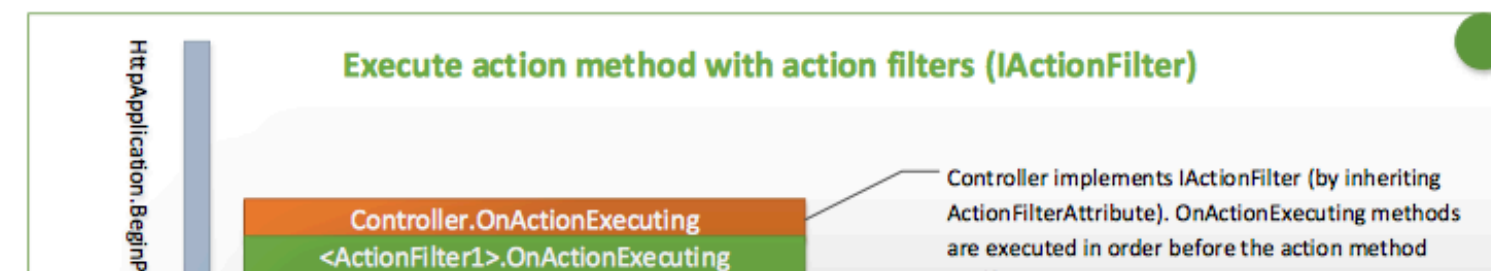 Execute action method with action filters (IActionFilter)
HttpApplication.BeginP
Controller implements IActionFilter (by inheriting
Controller.OnActionExecuting
ActionFilterAttribute). OnActionExecuting methods
are executed in order before the action method
<ActionFilter1>.OnActionExecuting